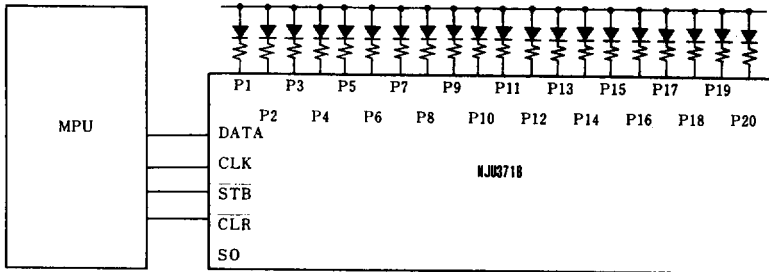 P1 P3 P5 P7 P9 P11 P13 P15 P17 P19
P2 P4 P6 P8 P10 P12 P14 P16 P18 P20
MPU
DATA
CLK
NJU3718
STB
CLR
SO